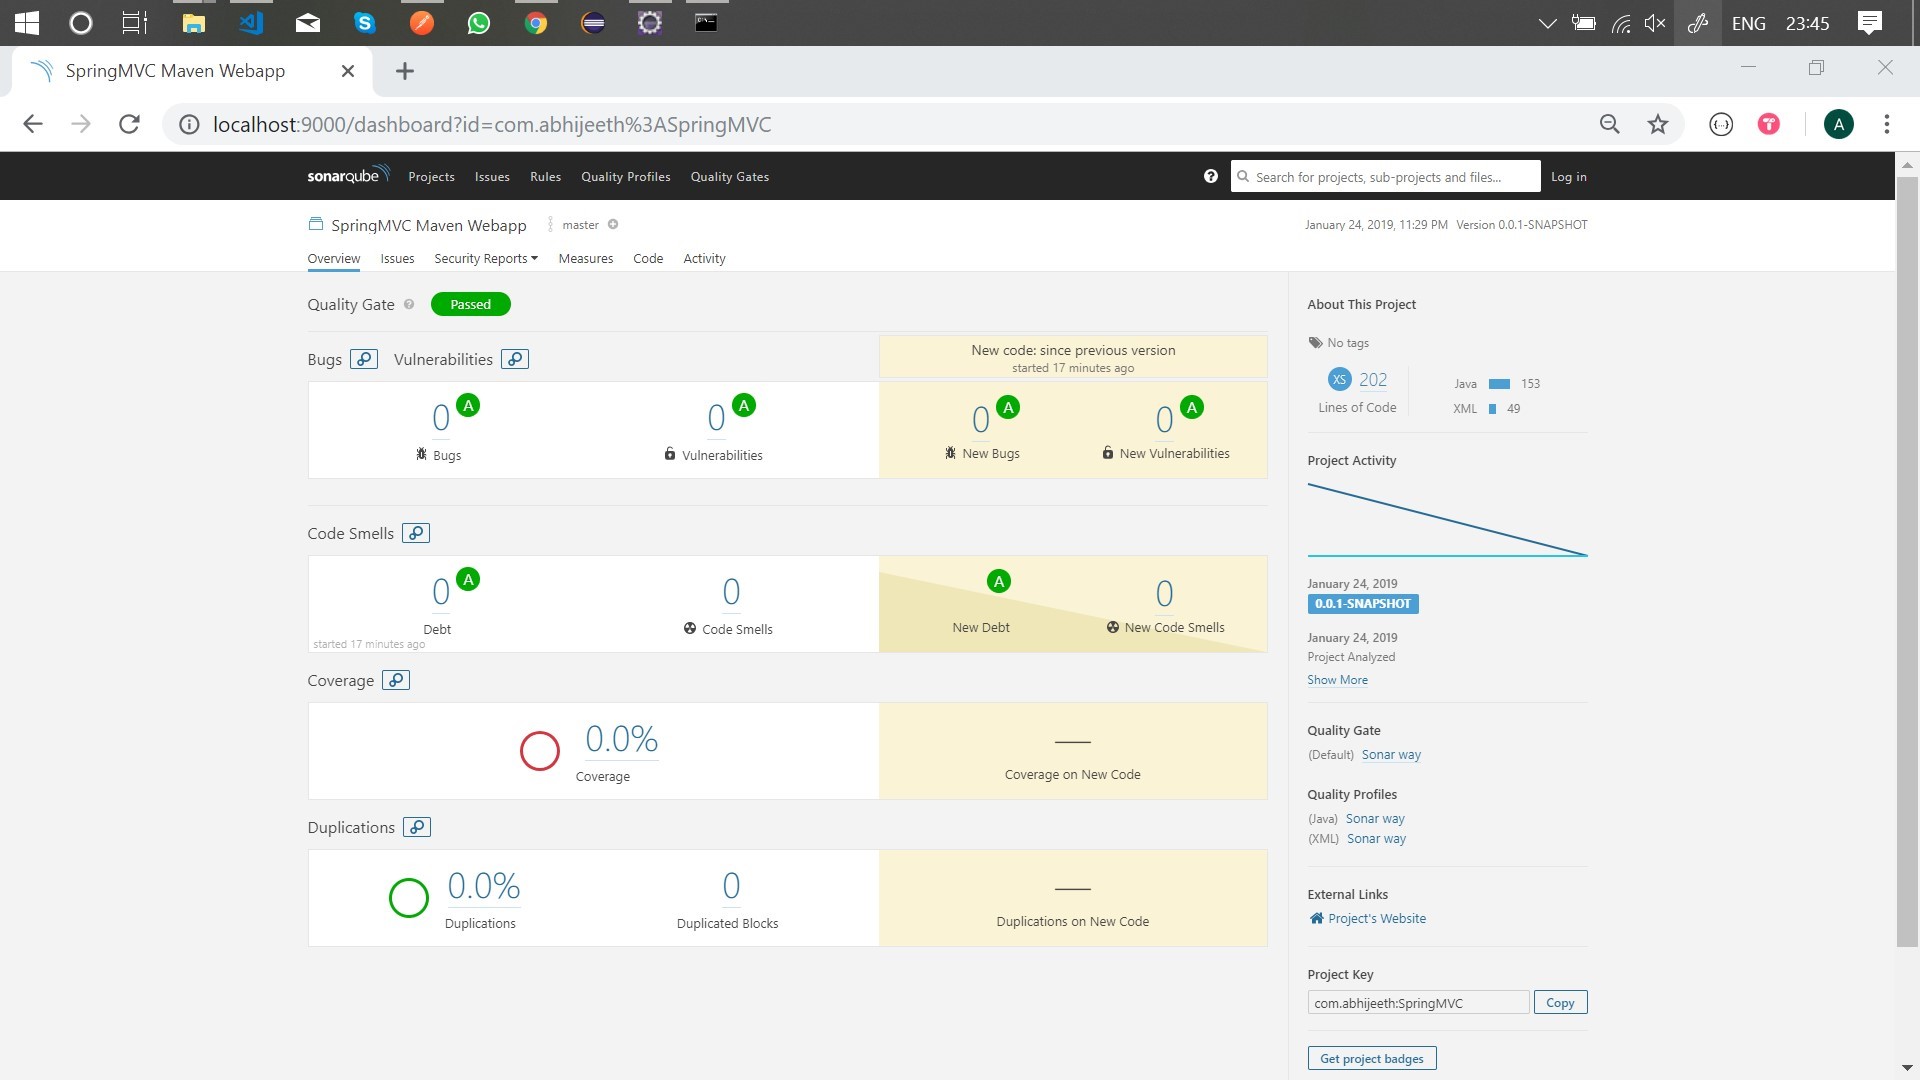 ENG 23:45
SpringMVC Maven Webapp
localhost:9000/dashboard?id=com.abhijeeth%3ASpringMVC
A
sonarqube Projects Issues Rules Quality Profiles Quality Gates Search for projects, sub-projects and files... Log in
SpringMVC Maven Webapp master January 24, 2019, 11:29 PM Version 0.0.1-SNAPSHOT
Overview Issues Security Reports Measures Code Activity
Quality Gate Passed
Bugs Vulnerabilities
New code: since previous version
started 17 minutes ago
0 A 0 A 0 A 0 A
Bugs Vulnerabilities New Bugs New Vulnerabilities
Code Smells
0 A 0 A 0
Debt Code Smells New Debt New Code Smells
started 17 minutes ago
Coverage
0.0%
Coverage Coverage on New Code
Duplications
0.0% 0
Duplications Duplicated Blocks Duplications on New Code
About This Project
No tags
XS 202
Lines of Code
Java 153
XML 49
Project Activity
January 24, 2019
0.0.1-SNAPSHOT
January 24, 2019
Project Analyzed
Show More
Quality Gate
(Default) Sonar way
Quality Profiles
(Java) Sonar way
(XML) Sonar way
External Links
Project's Website
Project Key
com.abhijeeth:SpringMVC Copy
Get project badges